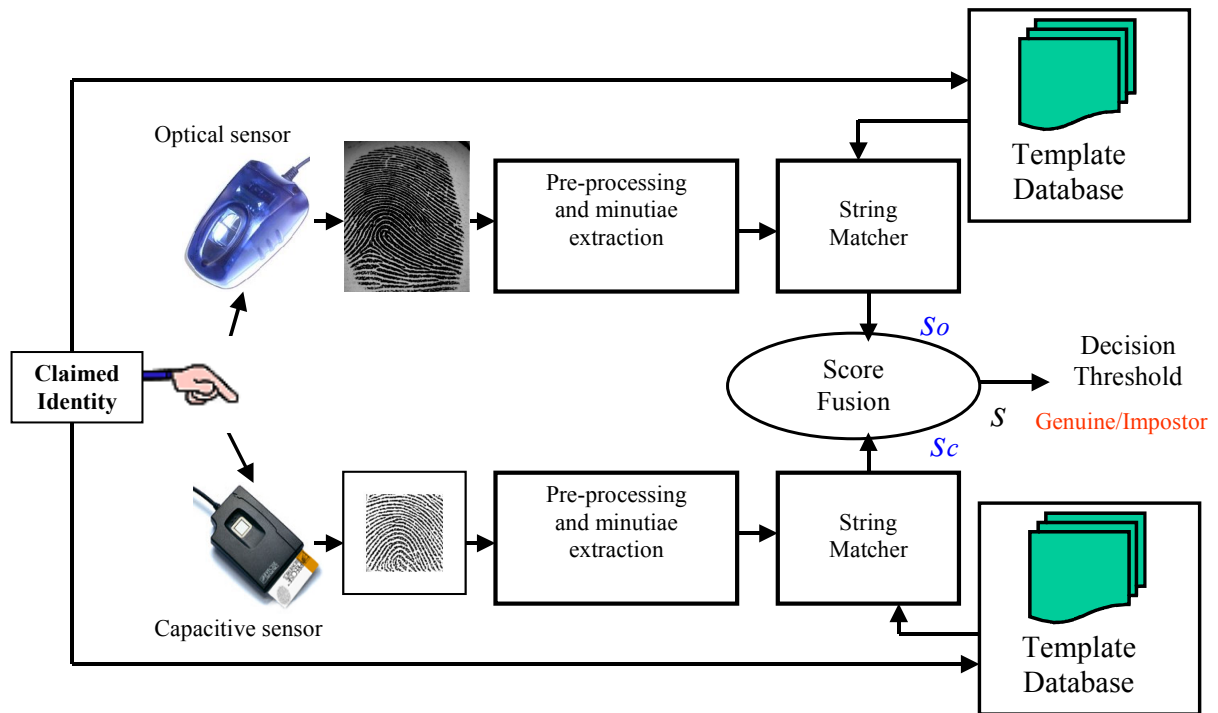 Optical sensor
Pre-processing
and minutiae
extraction
String
Matcher
Template
Database
Claimed
Identity
So
Score
Fusion
Sc
S
Decision
Threshold
Genuine/Impostor
Pre-processing
and minutiae
extraction
String
Matcher
Capacitive sensor
Template
Database